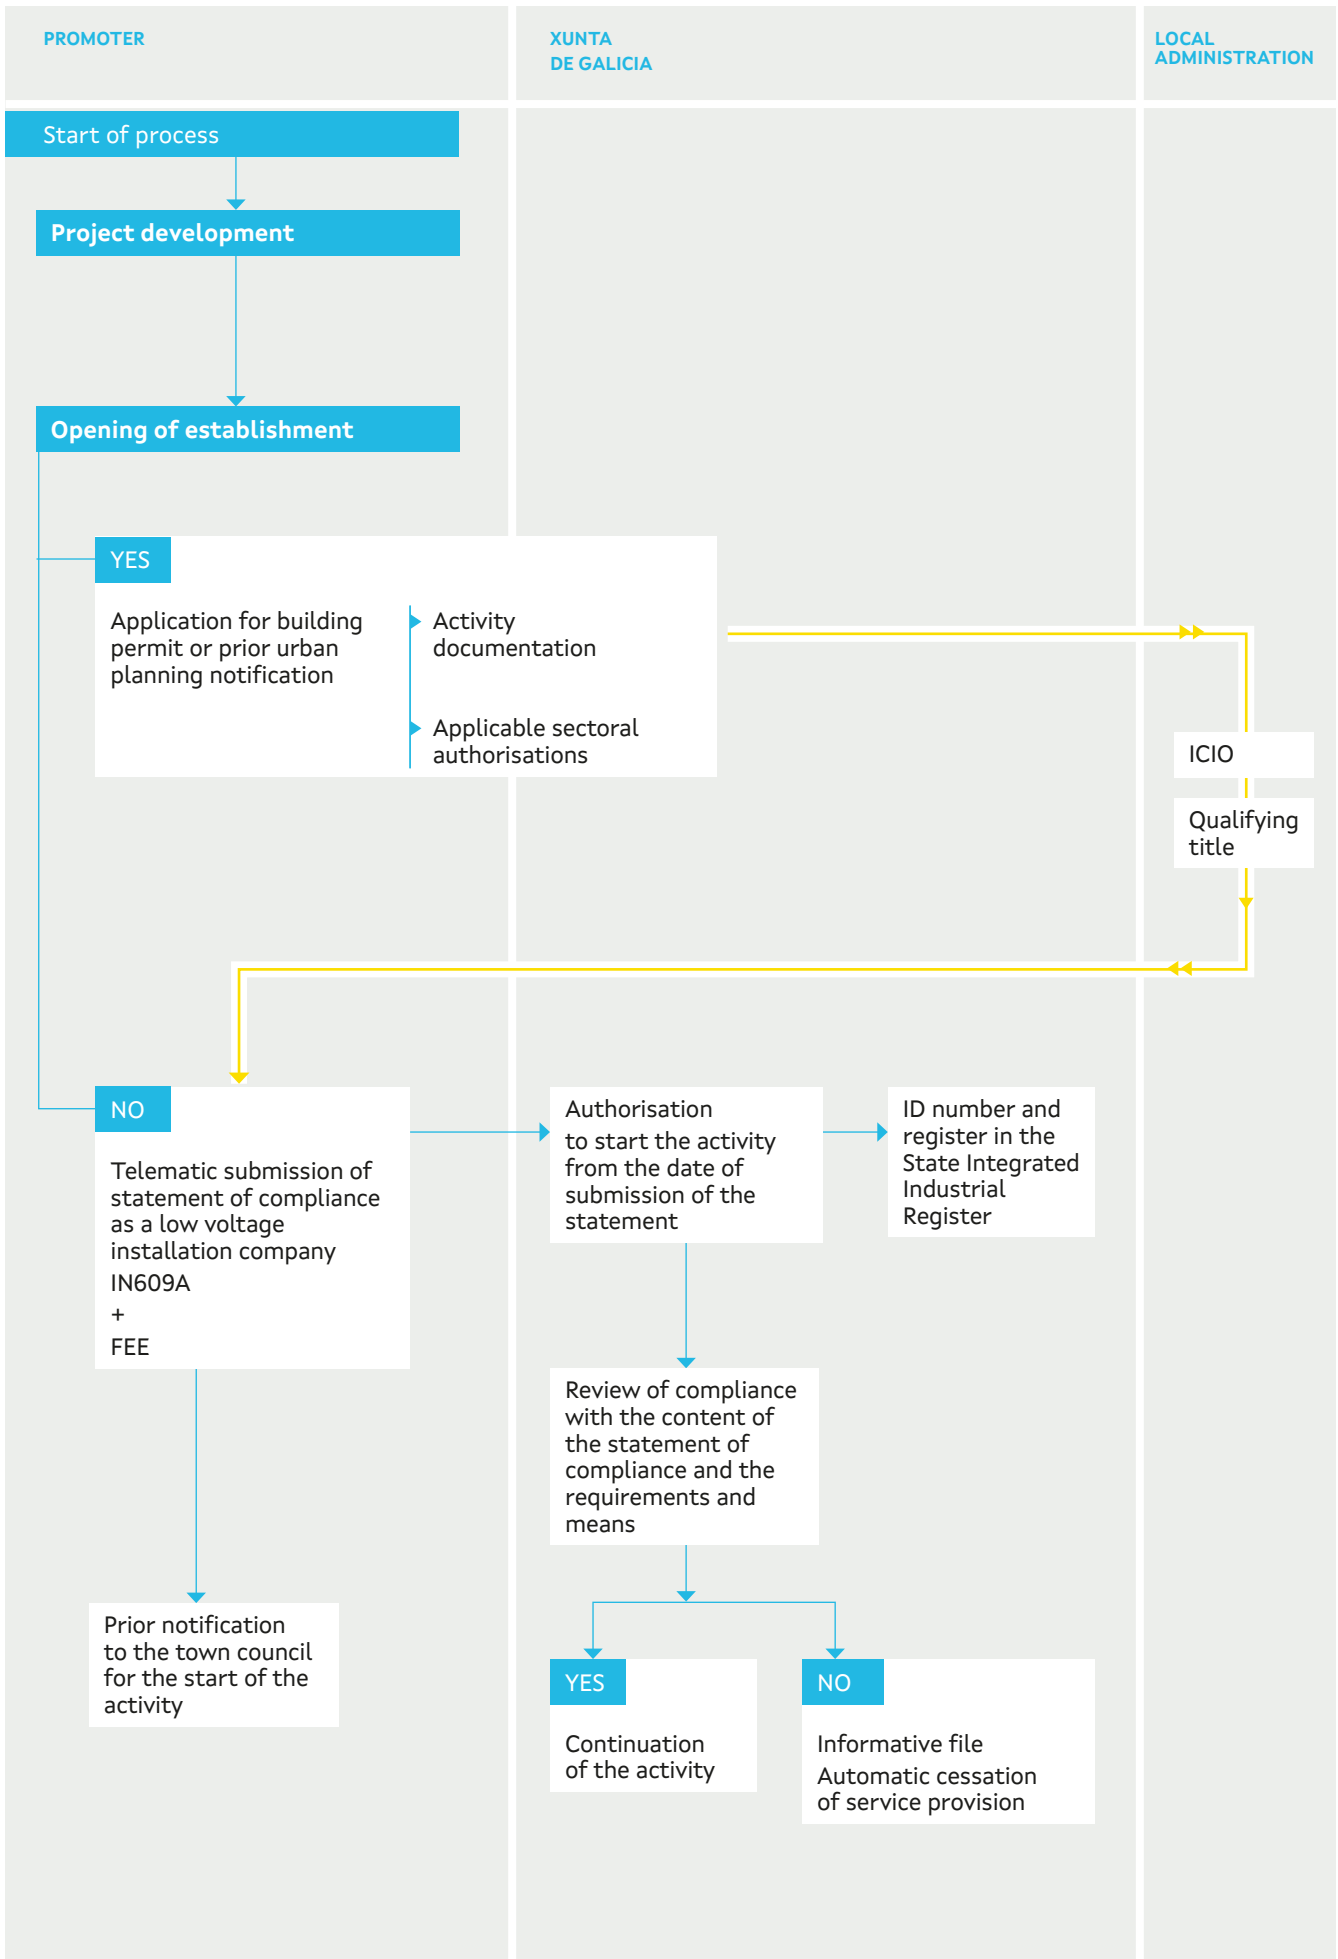 PROMOTER
XUNTA
DE GALICIA
LOCAL
ADMINISTRATION
Start of process
Project development
Opening of establishment
YES
Application for building
permit or prior urban
planning notification
Activity
documentation
Applicable sectoral
authorisations
ICIO
Qualifying
title
NO
Telematic submission of
statement of compliance
as a low voltage
installation company
IN609A
+
FEE
Authorisation
to start the activity
from the date of
submission of the
statement
ID number and
register in the
State Integrated
Industrial
Register
Review of compliance
with the content of
the statement of
compliance and the
requirements and
means
Prior notification
to the town council
for the start of the
activity
YES
Continuation
of the activity
NO
Informative file
Automatic cessation
of service provision